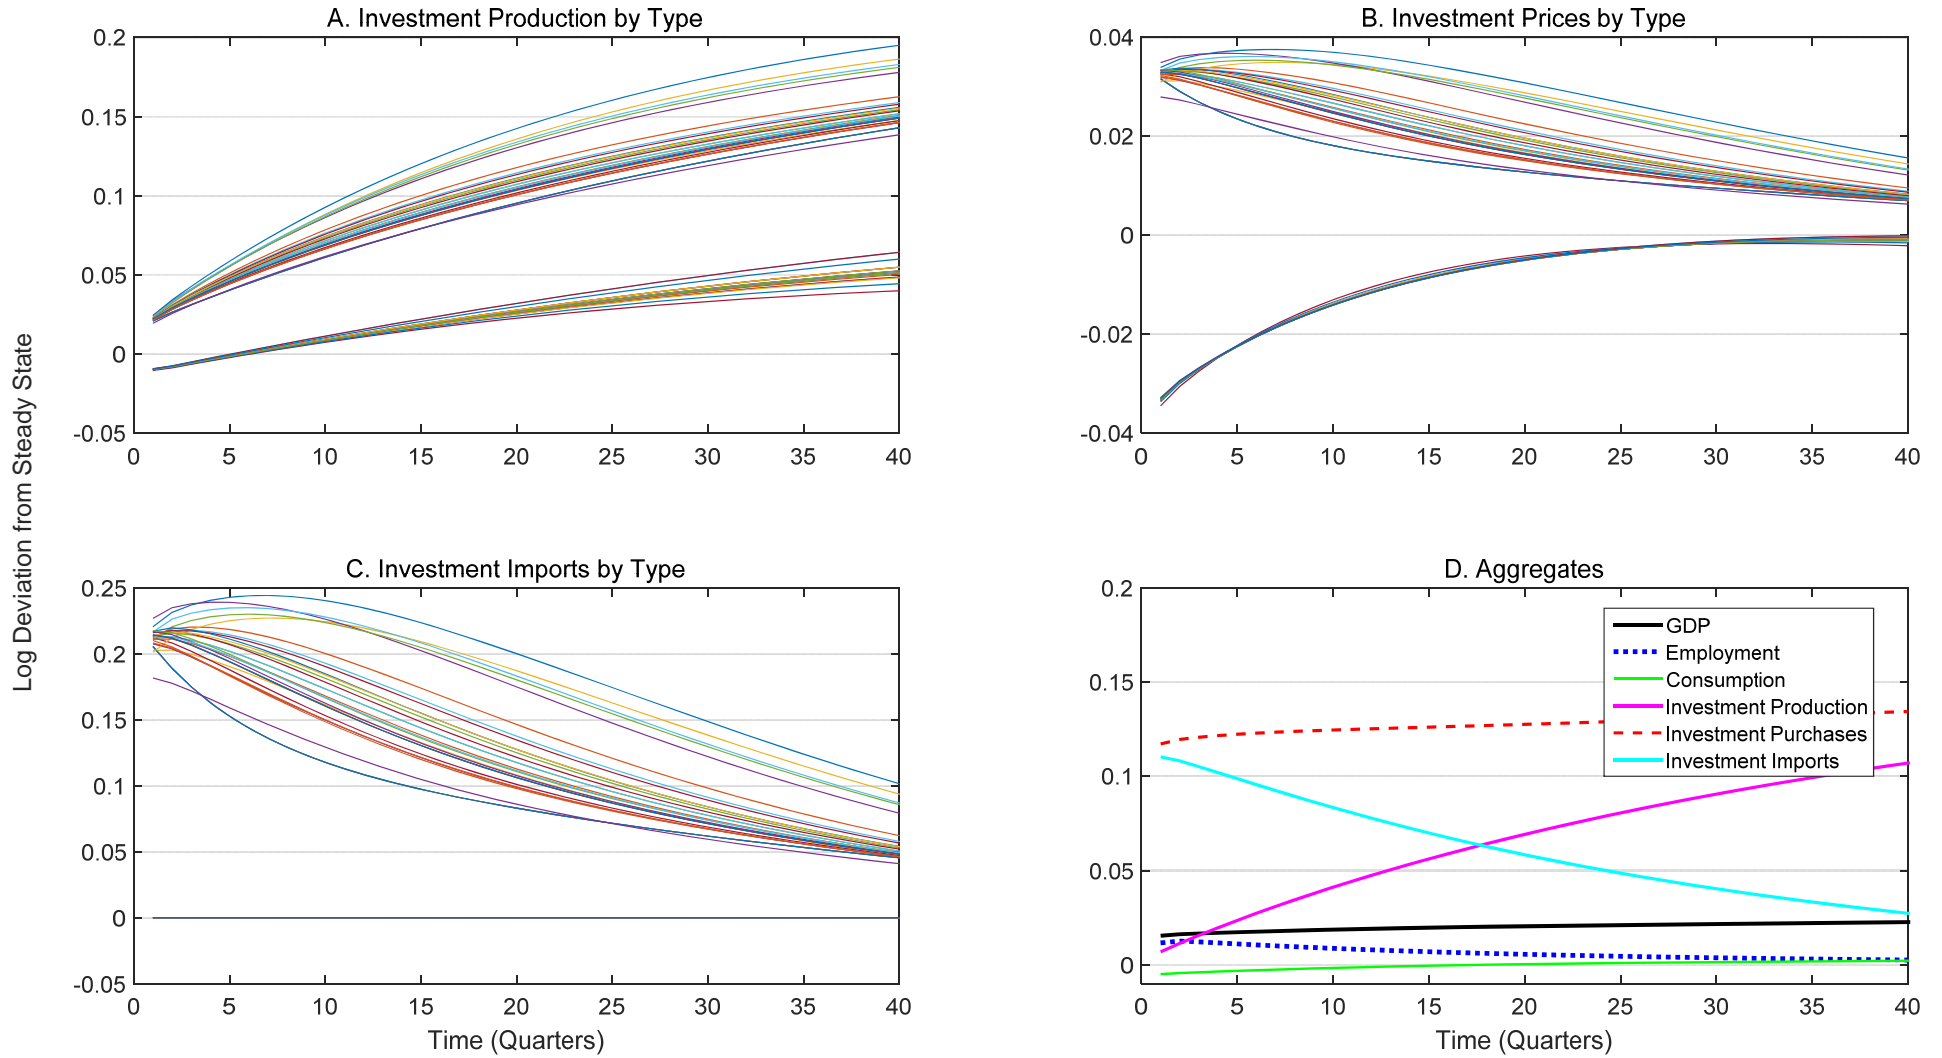 A. Investment Production by Type
0.2
0.15
0.1
0.05
0
-0.05
0 5 10 15 20 25 30 35 40
B. Investment Prices by Type
0.04
0.02
0
-0.02
-0.04
0 5 10 15 20 25 30 35 40
Log Deviation from Steady State
C. Investment Imports by Type
0.25
0.2
0.15
0.1
0.05
0
-0.05
0 5 10 15 20 25 30 35 40
Time (Quarters)
D. Aggregates
0.2
0.15
0.1
0.05
0
GDP
Employment
Consumption
Investment Production
Investment Purchases
Investment Imports
0 5 10 15 20 25 30 35 40
Time (Quarters)